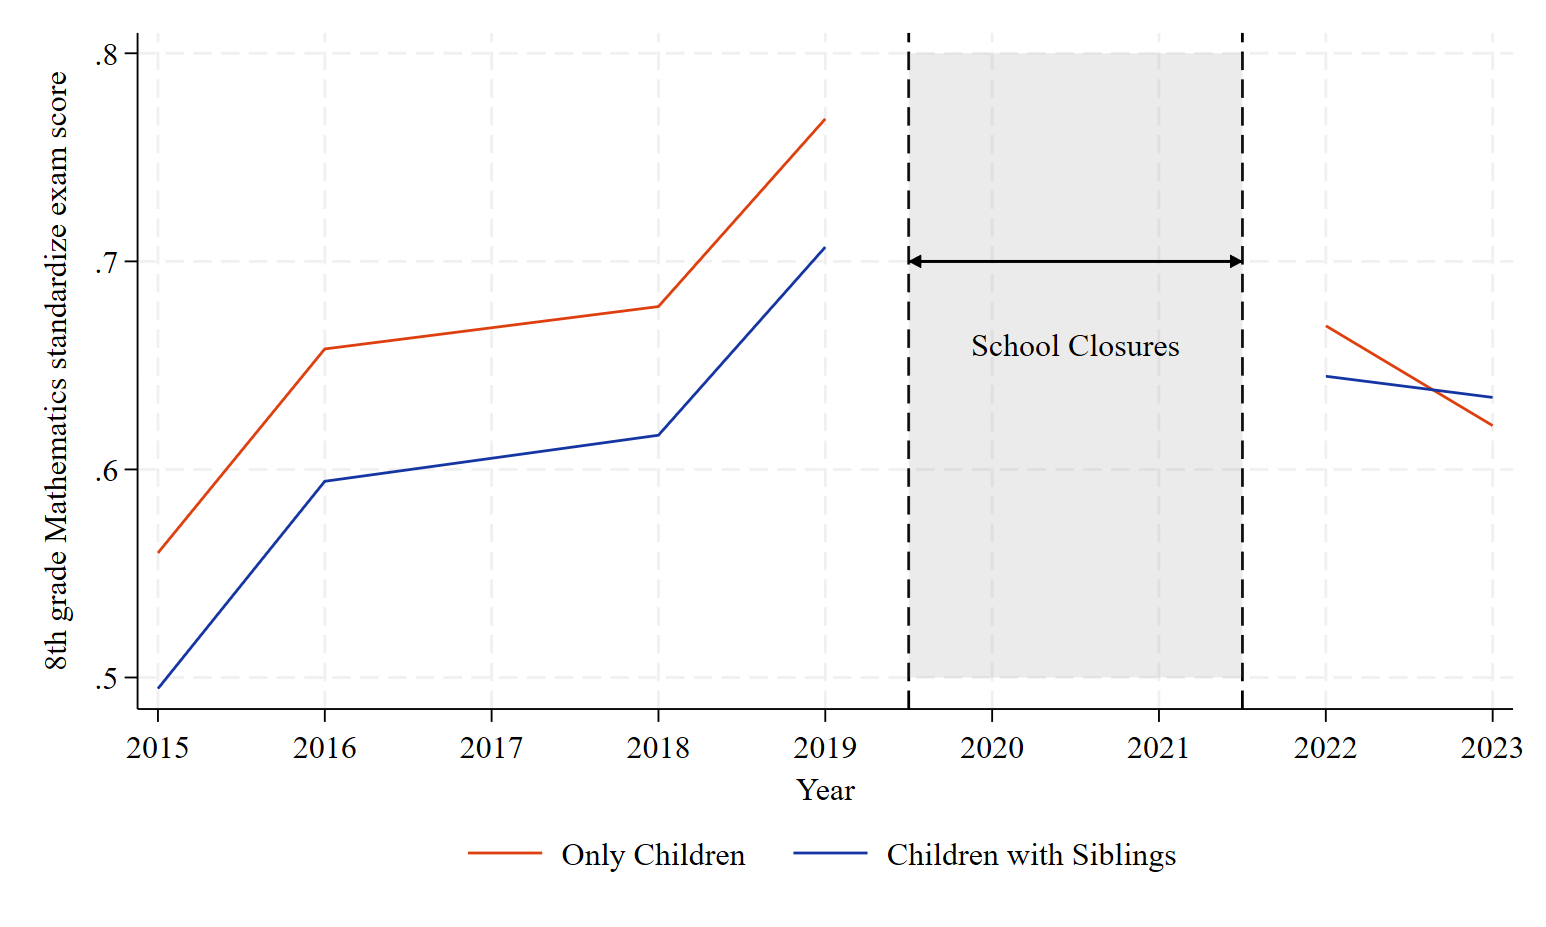 8th grade Mathematics standardize exam score
.8
.7
.6
.5
School Closures
2015 2016 2017 2018 2019 2020 2021 2022 2023
Year
Only Children Children with Siblings